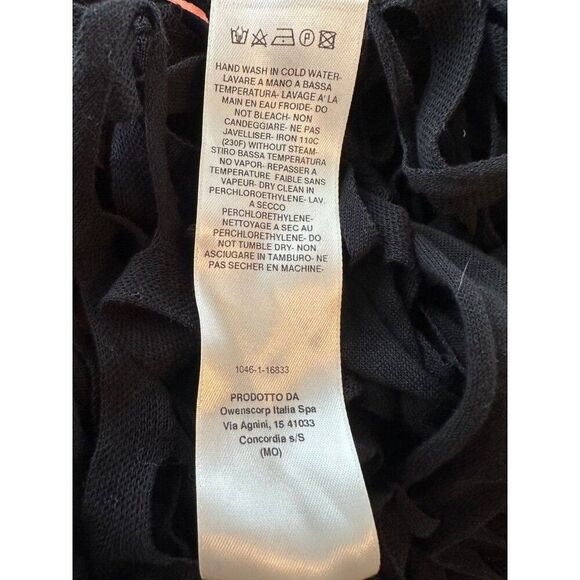 HAND WASH IN COLD WATER-
LAVARE A MANO A BASSA
TEMPERATURA- LAVAGE A' LA
MAIN EN EAU FROIDE- DO
NOT BLEACH- NON
CANDEGGIARE- NE PAS
JAVELLISER- IRON 110C
(230F) WITHOUT STEAM-
STIRO BASSA TEMPERATURA
NO VAPOR- REPASSER A
TEMPERATURE FAIBLE SANS
VAPEUR- DRY CLEAN IN
PERCHLOROETHYLENE- LAV.
A SECCO
PERCHLORETHYLENE-
NETTOYAGE A SEC AU
PERCHLORETHYLENE- DO
NOT TUMBLE DRY- NON
ASCIUGARE IN TAMBURO- NE
PAS SECHER EN MACHINE-
1046-1-16833
PRODOTTO DA
Owenscorp Italia Spa
Via Agnini, 15 41033
Concordia s/S
(MO)